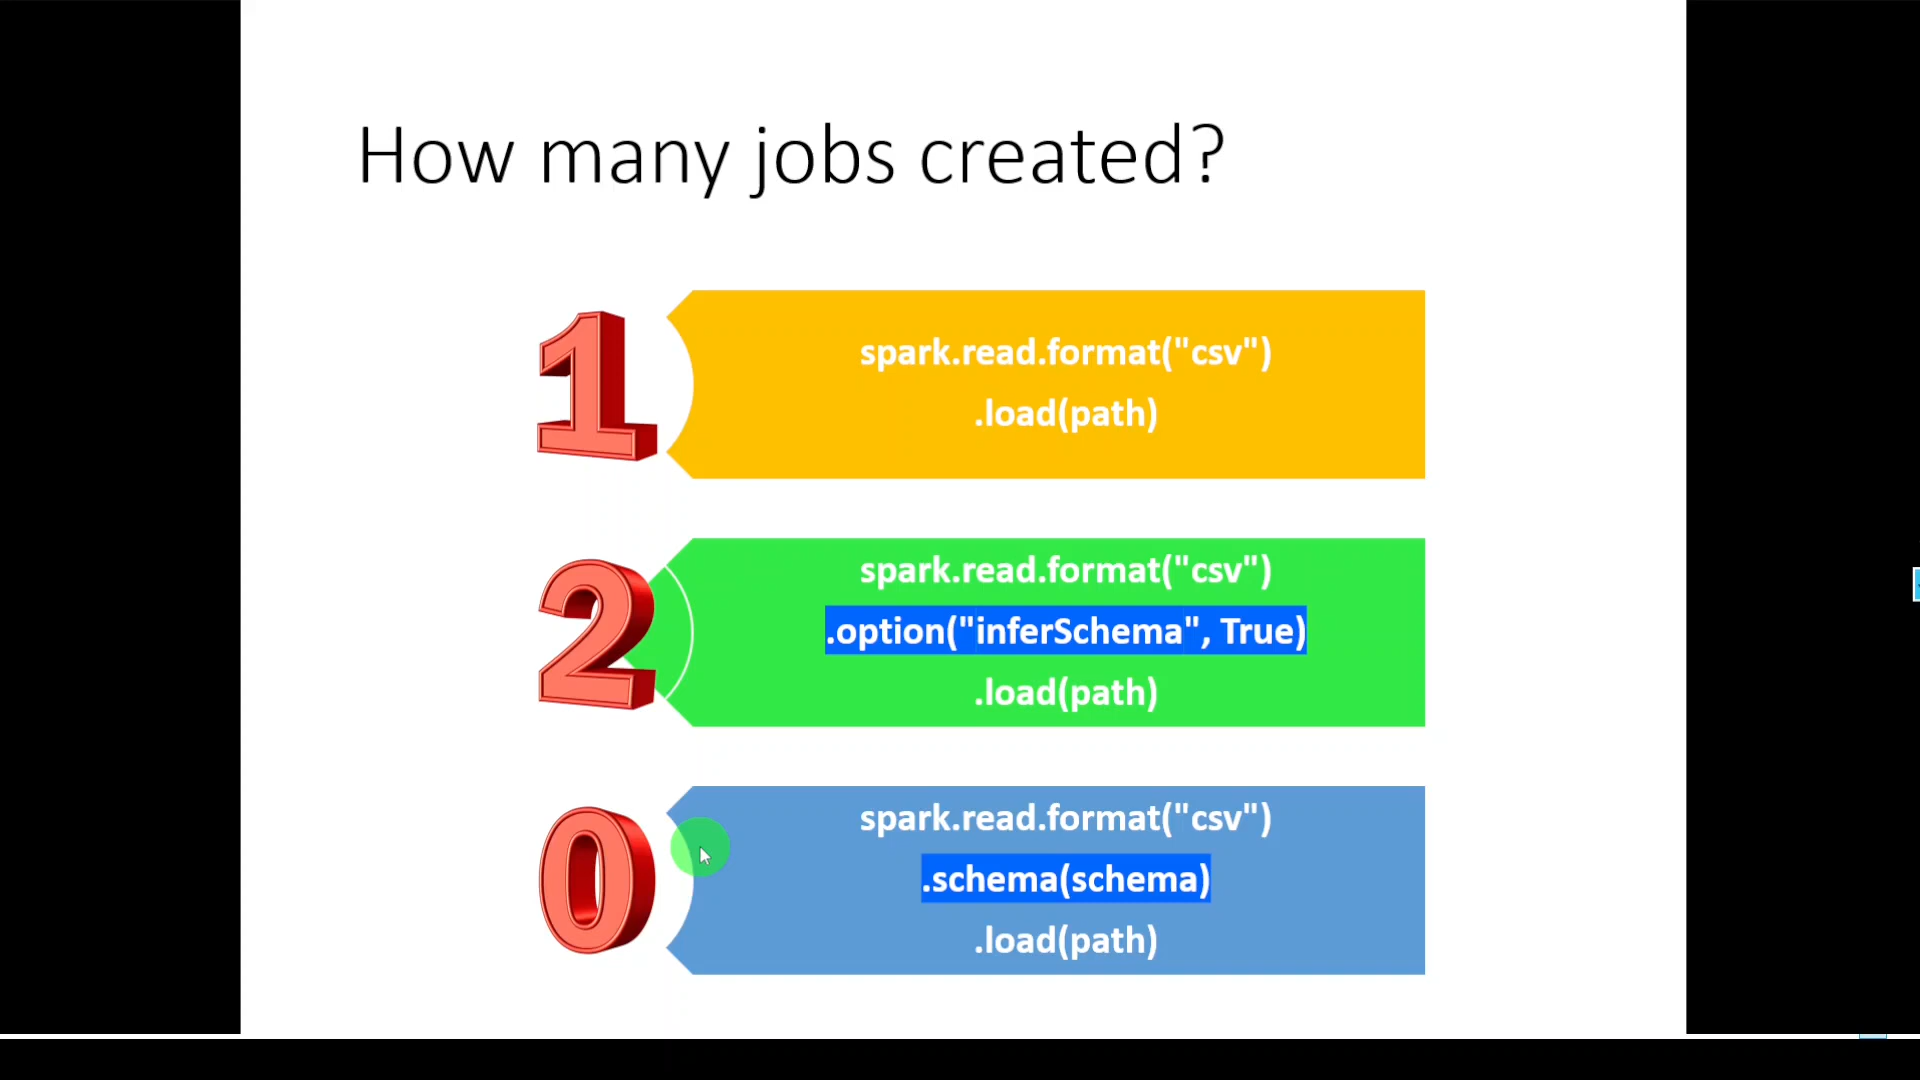 How many jobs created?
1
spark.read.format("csv")
.load(path)
2
spark.read.format("csv")
.option("inferSchema", True)
.load(path)
0
spark.read.format("csv")
.schema(schema)
.load(path)